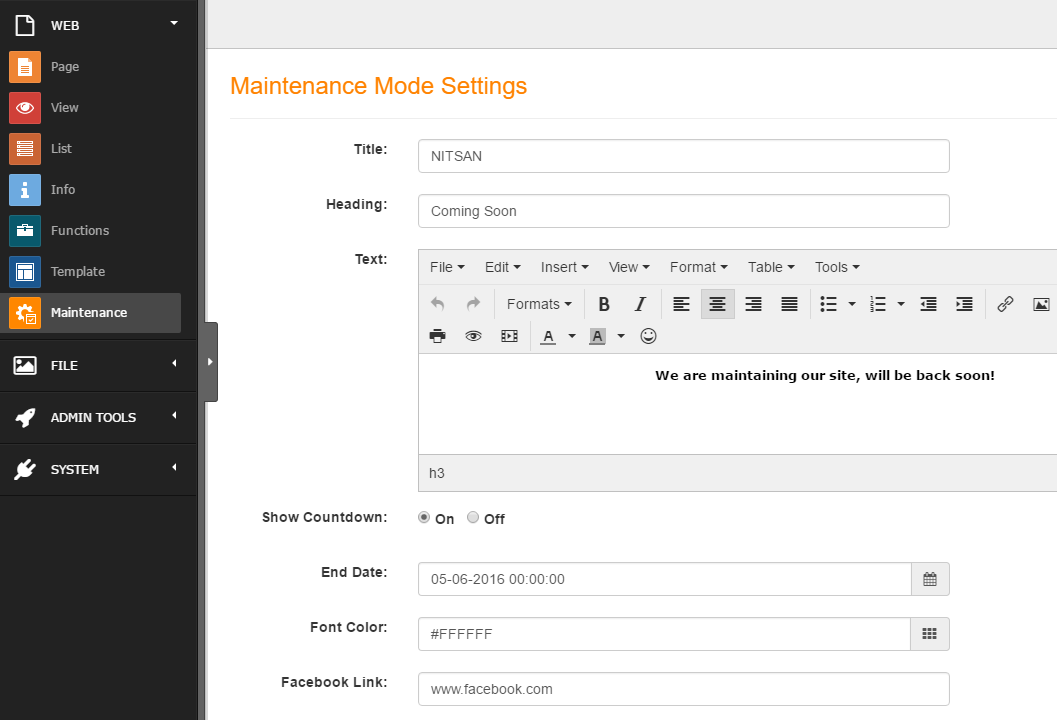 WEB
Page
View
List
Info
Functions
Template
Maintenance
FILE
ADMIN TOOLS
SYSTEM
Maintenance Mode Settings
Title: NITSAN
Heading: Coming Soon
Text:
File Edit Insert View Format Table Tools
Formats B I
A A
We are maintaining our site, will be back soon!
h3
Show Countdown: On Off
End Date: 05-06-2016 00:00:00
Font Color: #FFFFFF
Facebook Link: www.facebook.com